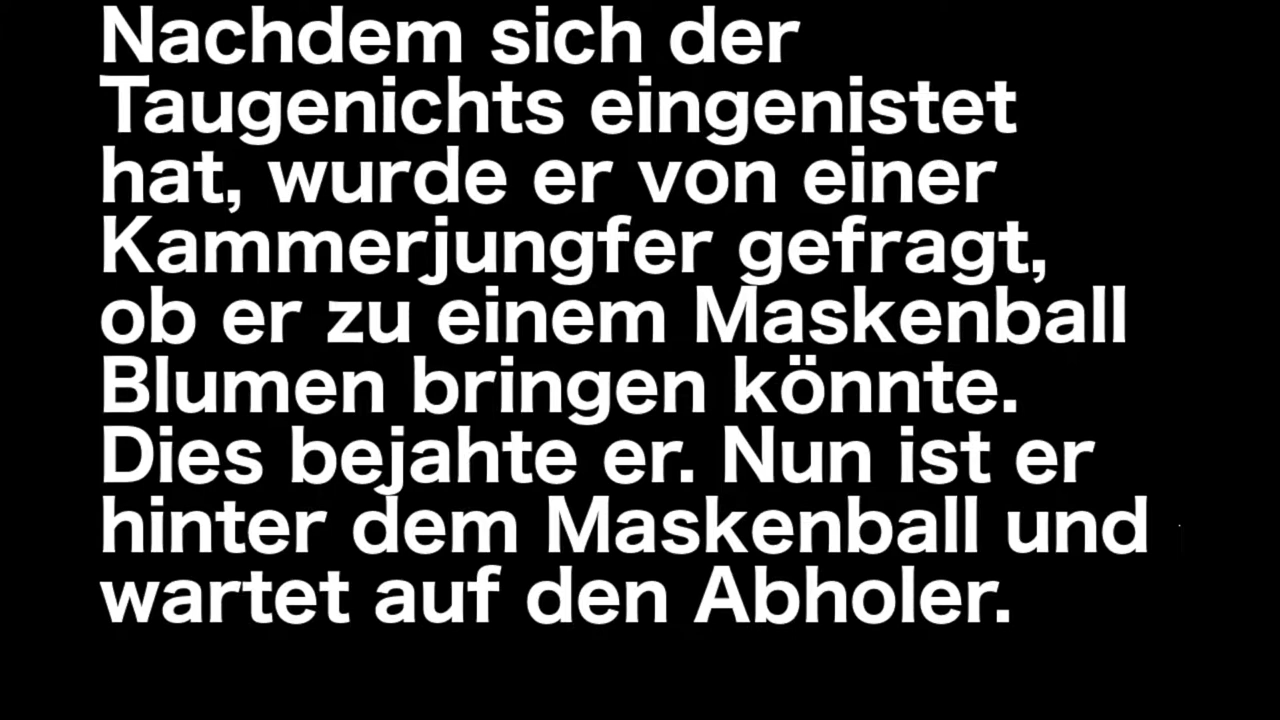 Nachdem sich der
Taugenichts eingenistet
hat, wurde er von einer
Kammerjungfer gefragt,
ob er zu einem Maskenball
Blumen bringen könnte.
Dies bejahte er. Nun ist er
hinter dem Maskenball und
wartet auf den Abholer.